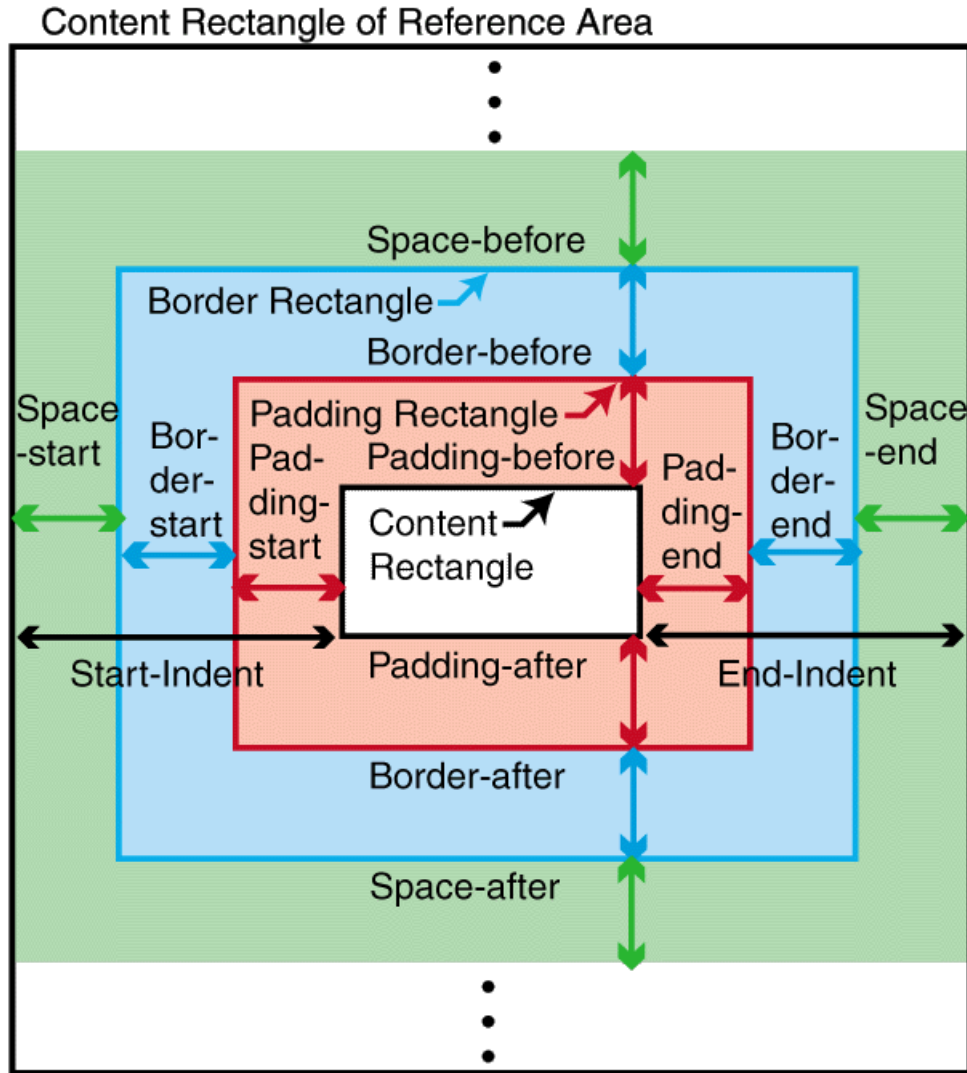 Content Rectangle of Reference Area
Space-before
Border Rectangle
Border-before
Space
-start
Bor-
der-
start
Padding Rectangle
Padding-before
Pad-
ding-
start
Content
Rectangle
Pad-
ding-
end
Bor-
der-
end
Space
-end
Start-Indent
Padding-after
End-Indent
Border-after
Space-after